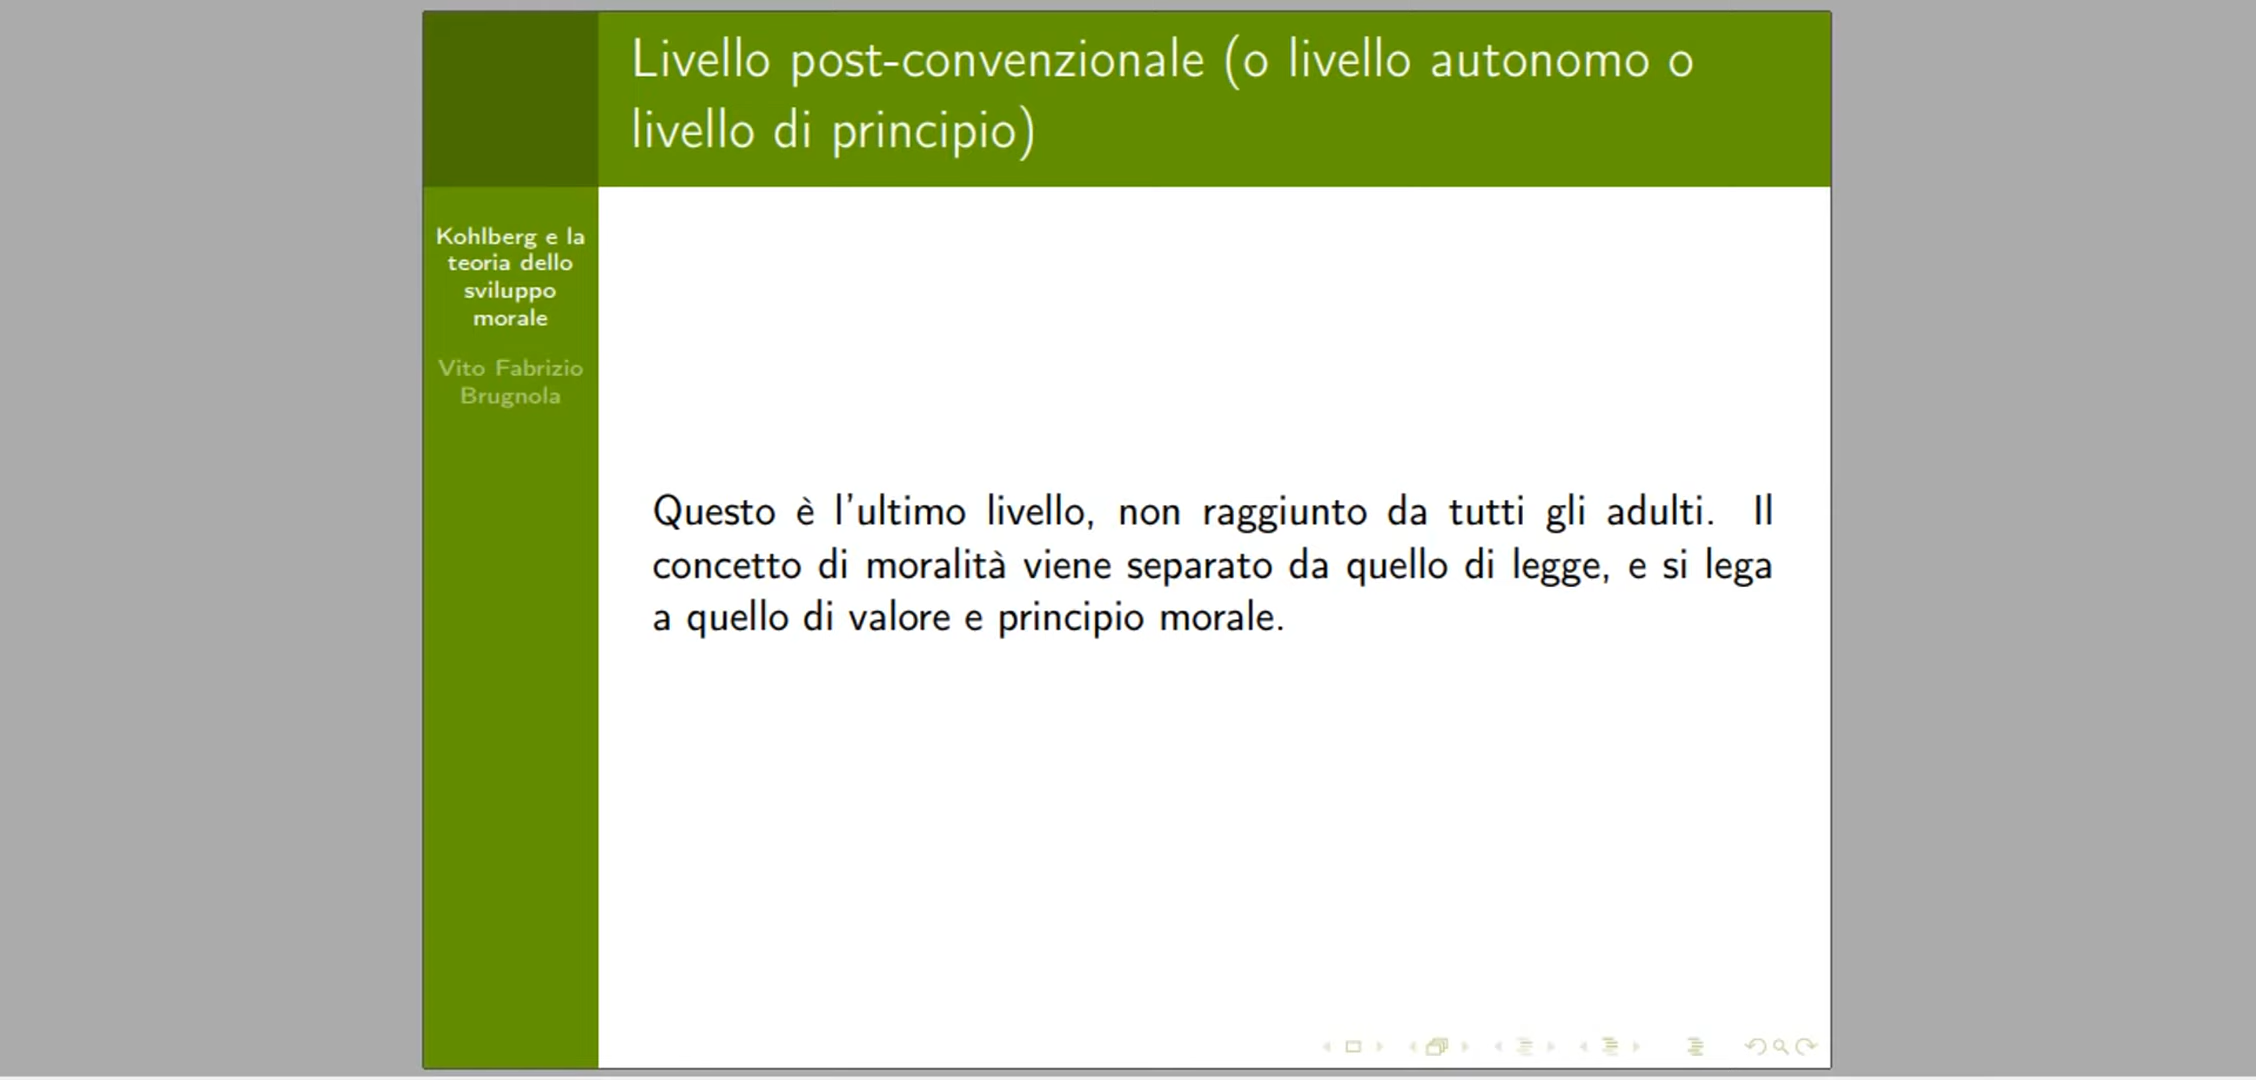 Livello post-convenzionale (o livello autonomo o
livello di principio)
Kohlberg e la
teoria dello
sviluppo
morale
Vito Fabrizio
Brugnola
Questo è l'ultimo livello, non raggiunto da tutti gli adulti. Il
concetto di moralità viene separato da quello di legge, e si lega
a quello di valore e principio morale.